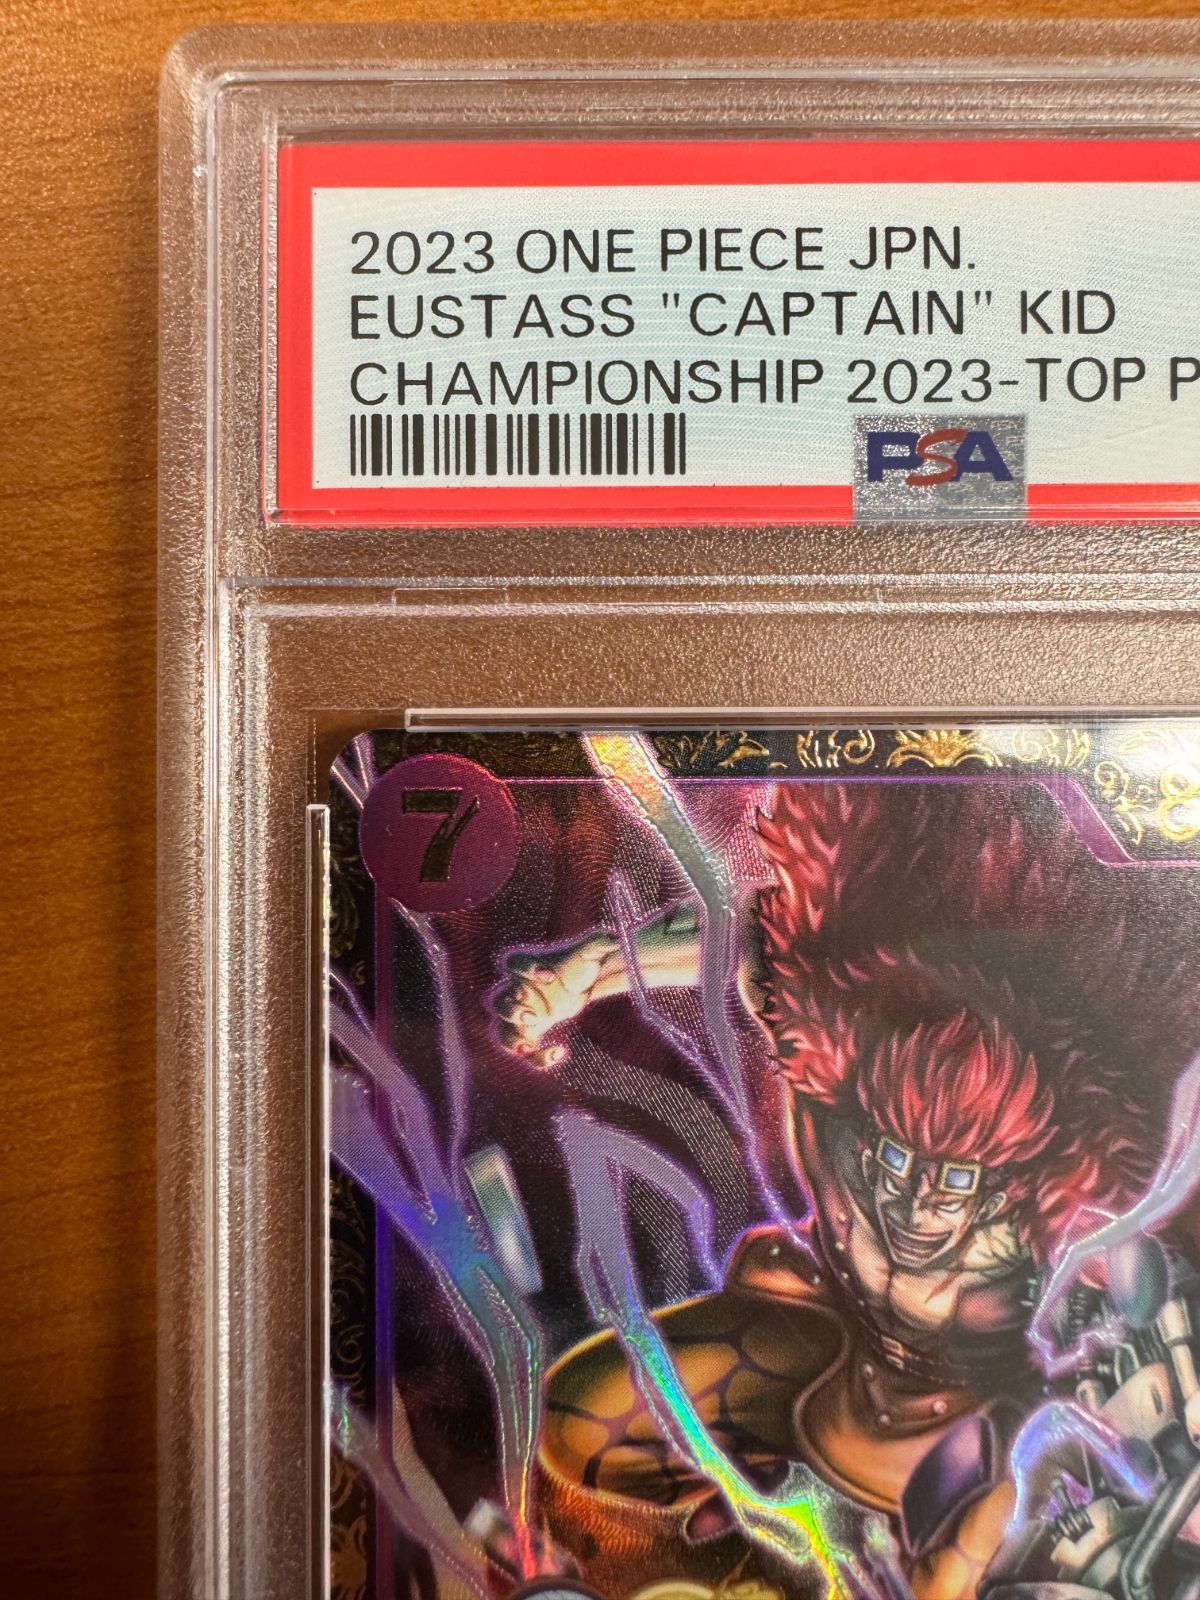 2023 ONE PIECE JPN.
EUSTASS "CAPTAIN" KID
CHAMPIONSHIP 2023-TOP P
PSA
7